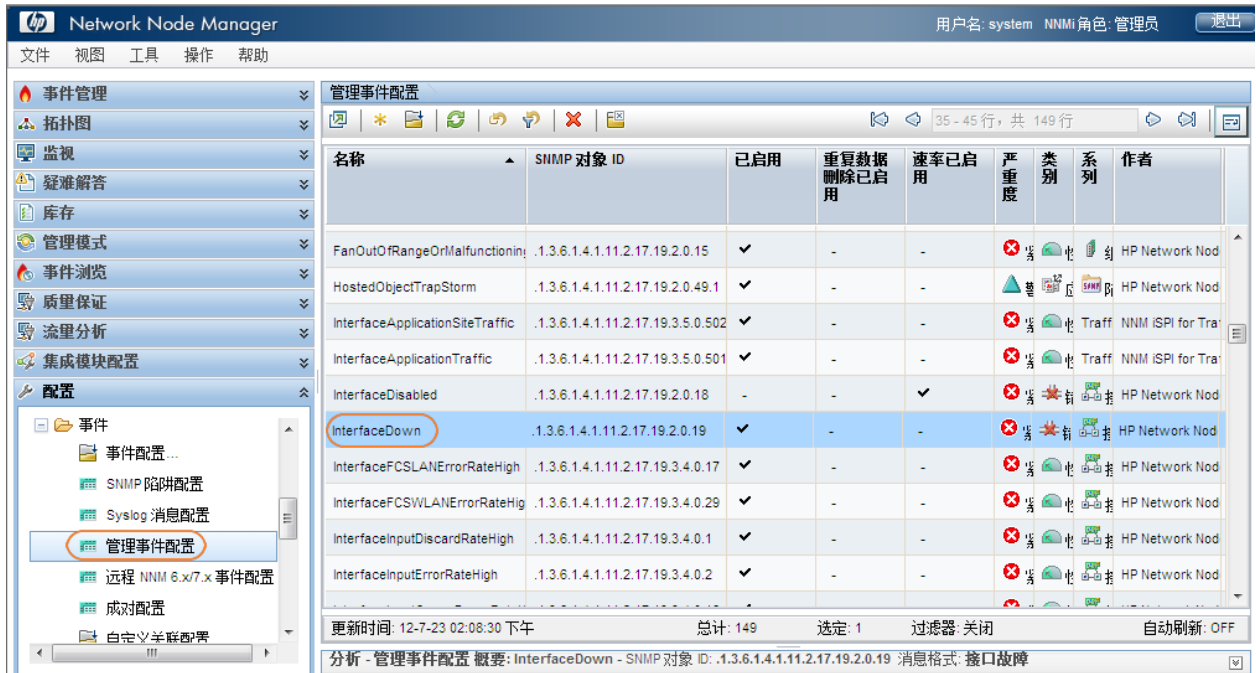 hp Network Node Manager 用户名: system NNMi 角色: 管理员 退出
文件 视图 工具 操作 帮助
事件管理
拓扑图
监视
疑难解答
库存
管理模式
事件浏览
质量保证
流量分析
集成模块配置
配置
事件
事件配置...
SNMP 陷阱配置
Syslog 消息配置
管理事件配置
远程 NNM 6.x/7.x 事件配置
成对配置
自定义关联配置
管理事件配置
35 - 45 行，共 149 行
名称 SNMP 对象 ID 已启用 重复数据删除已启用 速率已启用 严重度 类别 系列 作者
FanOutOfRangeOrMalfunctioning .1.3.6.1.4.1.11.2.17.19.2.0.15 ✔ - - HP Network Nod
HostedObjectTrapStorm .1.3.6.1.4.1.11.2.17.19.2.0.49.1 ✔ - - HP Network Nod
InterfaceApplicationSiteTraffic .1.3.6.1.4.1.11.2.17.19.3.5.0.502 ✔ - - Traff NNM iSPI for Tra
InterfaceApplicationTraffic .1.3.6.1.4.1.11.2.17.19.3.5.0.501 ✔ - - Traff NNM iSPI for Tra
InterfaceDisabled .1.3.6.1.4.1.11.2.17.19.2.0.18 - - ✔ HP Network Nod
InterfaceDown .1.3.6.1.4.1.11.2.17.19.2.0.19 ✔ - - HP Network Nod
InterfaceFCSLANErrorRateHigh .1.3.6.1.4.1.11.2.17.19.3.4.0.17 ✔ - - HP Network Nod
InterfaceFCSWLANErrorRateHig .1.3.6.1.4.1.11.2.17.19.3.4.0.29 ✔ - - HP Network Nod
InterfaceInputDiscardRateHigh .1.3.6.1.4.1.11.2.17.19.3.4.0.1 ✔ - - HP Network Nod
InterfaceInputErrorRateHigh .1.3.6.1.4.1.11.2.17.19.3.4.0.2 ✔ - - HP Network Nod
更新时间: 12-7-23 02:08:30 下午 总计: 149 选定: 1 过滤器: 关闭 自动刷新: OFF
分析 - 管理事件配置 概要: InterfaceDown - SNMP 对象 ID: .1.3.6.1.4.1.11.2.17.19.2.0.19 消息格式: 接口故障